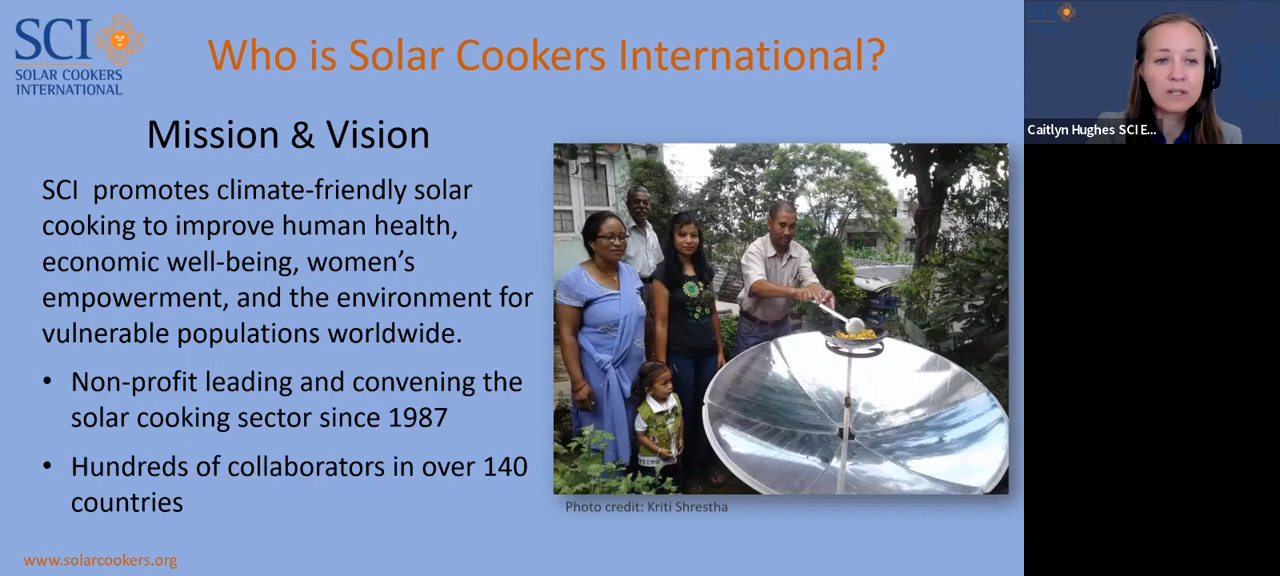 SCI
SOLAR COOKERS
INTERNATIONAL
Who is Solar Cookers International?
Mission & Vision
SCI promotes climate-friendly solar
cooking to improve human health,
economic well-being, women's
empowerment, and the environment for
vulnerable populations worldwide.
• Non-profit leading and convening the
solar cooking sector since 1987
• Hundreds of collaborators in over 140
countries
Photo credit: Kriti Shrestha
www.solarcookers.org
Caitlyn Hughes SCI E...